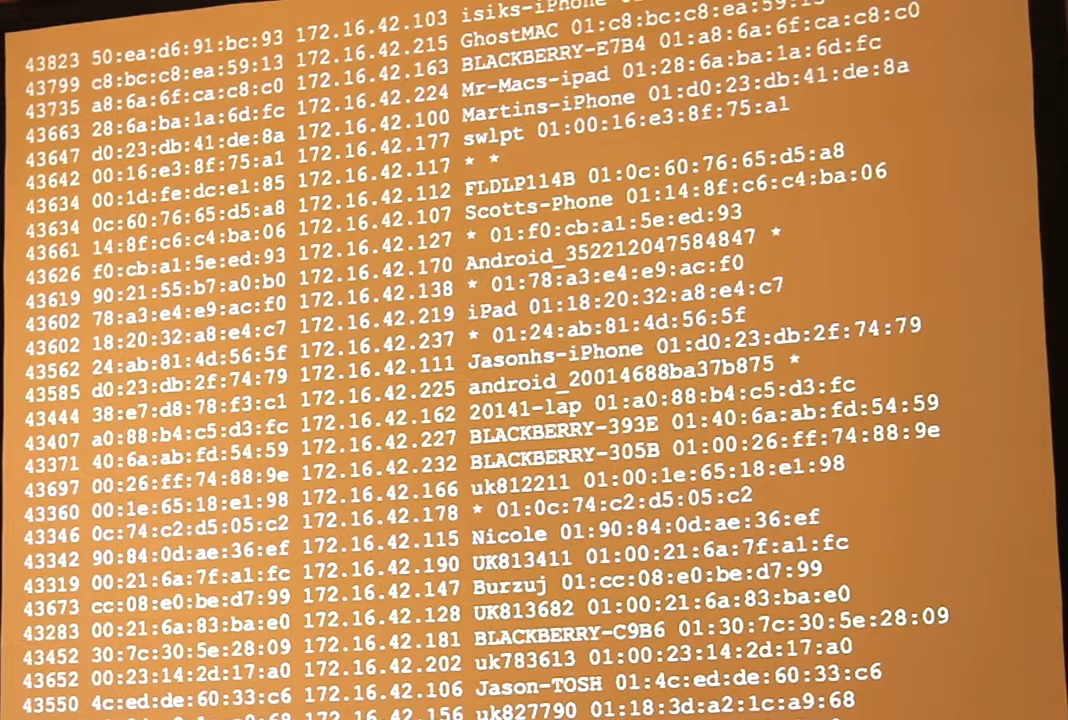 43823 50:ea:d6:91:bc:93 172.16.42.103 isiks-iPhone
43799 c8:bc:c8:ea:59:13 172.16.42.215 GhostMAC 01:c8:bc:c8:ea:59:13
43735 a8:6a:6f:ca:c8:c0 172.16.42.163 BLACKBERRY-E7B4 01:a8:6a:6f:ca:c8:c0
43663 28:6a:ba:1a:6d:fc 172.16.42.224 Mr-Macs-ipad 01:28:6a:ba:1a:6d:fc
43647 d0:23:db:41:de:8a 172.16.42.100 Martins-iPhone 01:d0:23:db:41:de:8a
43642 00:16:e3:8f:75:a1 172.16.42.177 swlpt 01:00:16:e3:8f:75:a1
43634 00:1d:fe:dc:e1:85 172.16.42.117 * *
43634 0c:60:76:65:d5:a8 172.16.42.112 FLDLP114B 01:0c:60:76:65:d5:a8
43661 14:8f:c6:c4:ba:06 172.16.42.107 Scotts-Phone 01:14:8f:c6:c4:ba:06
43626 f0:cb:a1:5e:ed:93 172.16.42.127 * 01:f0:cb:a1:5e:ed:93
43619 90:21:55:b7:a0:b0 172.16.42.170 Android_352212047584847 *
43602 78:a3:e4:e9:ac:f0 172.16.42.138 * 01:78:a3:e4:e9:ac:f0
43602 18:20:32:a8:e4:c7 172.16.42.219 iPad 01:18:20:32:a8:e4:c7
43562 24:ab:81:4d:56:5f 172.16.42.237 * 01:24:ab:81:4d:56:5f
43585 d0:23:db:2f:74:79 172.16.42.111 Jasonhs-iPhone 01:d0:23:db:2f:74:79
43444 38:e7:d8:78:f3:c1 172.16.42.225 android_20014688ba37b875 *
43407 a0:88:b4:c5:d3:fc 172.16.42.162 20141-lap 01:a0:88:b4:c5:d3:fc
43371 40:6a:ab:fd:54:59 172.16.42.227 BLACKBERRY-393E 01:40:6a:ab:fd:54:59
43697 00:26:ff:74:88:9e 172.16.42.232 BLACKBERRY-305B 01:00:26:ff:74:88:9e
43360 00:1e:65:18:e1:98 172.16.42.166 uk812211 01:00:1e:65:18:e1:98
43346 0c:74:c2:d5:05:c2 172.16.42.178 * 01:0c:74:c2:d5:05:c2
43342 90:84:0d:ae:36:ef 172.16.42.115 Nicole 01:90:84:0d:ae:36:ef
43319 00:21:6a:7f:a1:fc 172.16.42.190 UK813411 01:00:21:6a:7f:a1:fc
43673 cc:08:e0:be:d7:99 172.16.42.147 Burzuj 01:cc:08:e0:be:d7:99
43283 00:21:6a:83:ba:e0 172.16.42.128 UK813682 01:00:21:6a:83:ba:e0
43452 30:7c:30:5e:28:09 172.16.42.181 BLACKBERRY-C9B6 01:30:7c:30:5e:28:09
43652 00:23:14:2d:17:a0 172.16.42.202 uk783613 01:00:23:14:2d:17:a0
43550 4c:ed:de:60:33:c6 172.16.42.106 Jason-TOSH 01:4c:ed:de:60:33:c6
172.16.42.156 uk827790 01:18:3d:a2:1c:a9:68